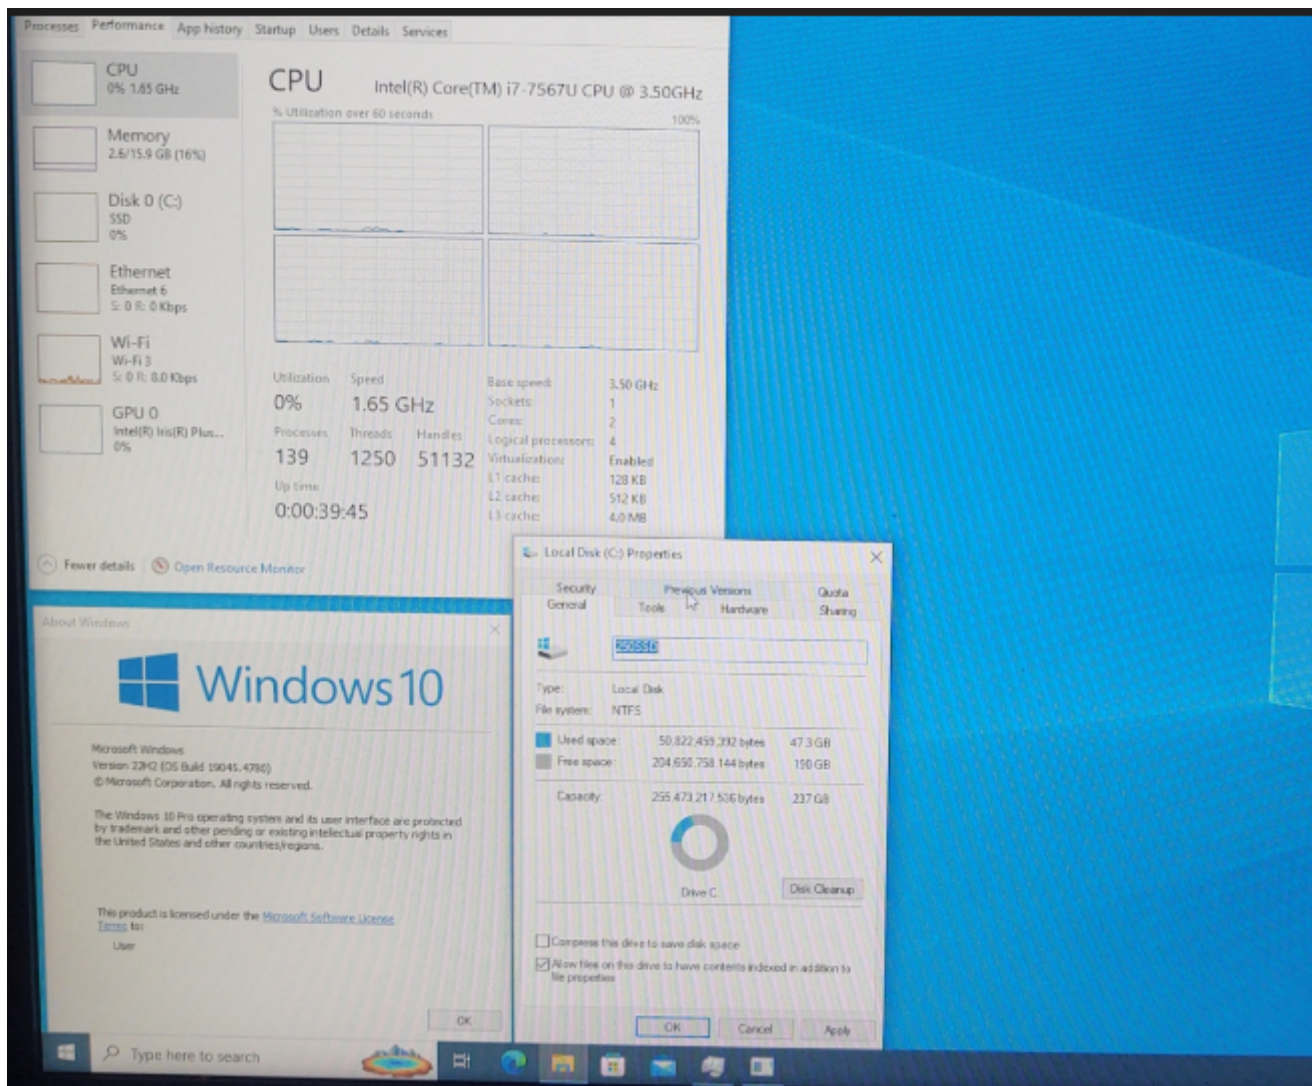 Processes Performance App history Startup Users Details Services
CPU
0% 1.65 GHz
Memory
2.6/15.9 GB (16%)
Disk 0 (C:)
SSD
0%
Ethernet
Ethernet 6
S: 0 R: 0 Kbps
Wi-Fi
Wi-Fi 3
S: 0 R: 8.0 Kbps
GPU 0
Intel(R) Iris(R) Plus...
0%
CPU Intel(R) Core(TM) i7-7567U CPU @ 3.50GHz
% Utilization over 60 seconds 100%
Utilization Speed
0% 1.65 GHz
Processes Threads Handles
139 1250 51132
Up time
0:00:39:45
Base speed: 3.50 GHz
Sockets: 1
Cores: 2
Logical processors: 4
Virtualization: Enabled
L1 cache: 128 KB
L2 cache: 512 KB
L3 cache: 4.0 MB
Fewer details Open Resource Monitor
About Windows
Windows 10
Microsoft Windows
Version 22H2 (OS Build 19045.4780)
© Microsoft Corporation. All rights reserved.
The Windows 10 Pro operating system and its user interface are protected
by trademark and other pending or existing intellectual property rights in
the United States and other countries/regions.
This product is licensed under the Microsoft Software License
Terms to:
User
OK
Local Disk (C:) Properties
Security Previous Versions Quota
General Tools Hardware Sharing
250SSD
Type: Local Disk
File system: NTFS
Used space: 50,822,459,392 bytes 47.3 GB
Free space: 204,650,758,144 bytes 190 GB
Capacity: 255,473,217,536 bytes 237 GB
Drive C:
Disk Cleanup
Compress this drive to save disk space
Allow files on this drive to have contents indexed in addition to
file properties
OK Cancel Apply
Type here to search